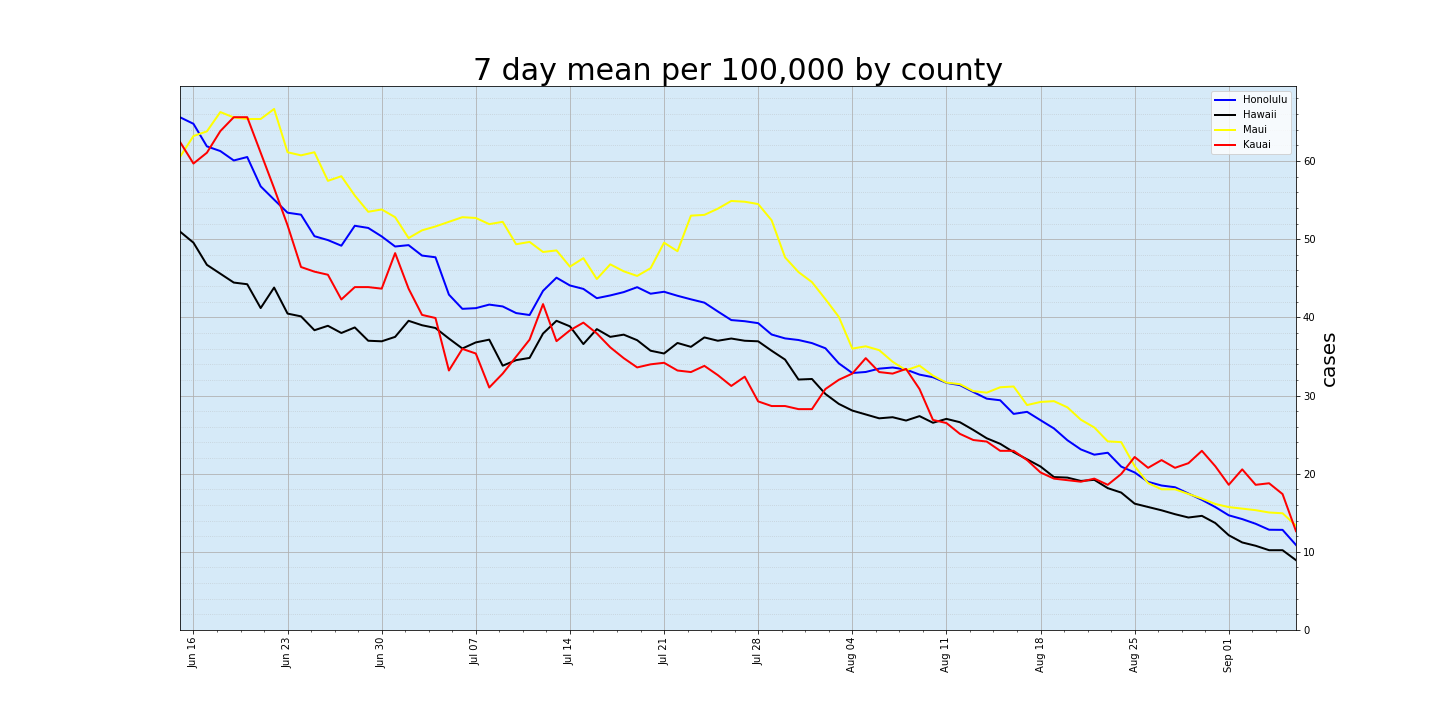 7 day mean per 100,000 by county
Honolulu
Hawaii
Maui
Kauai
60
50
40
30
20
10
0
cases
Jun 16
Jun 23
Jun 30
Jul 07
Jul 14
Jul 21
Jul 28
Aug 04
Aug 11
Aug 18
Aug 25
Sep 01